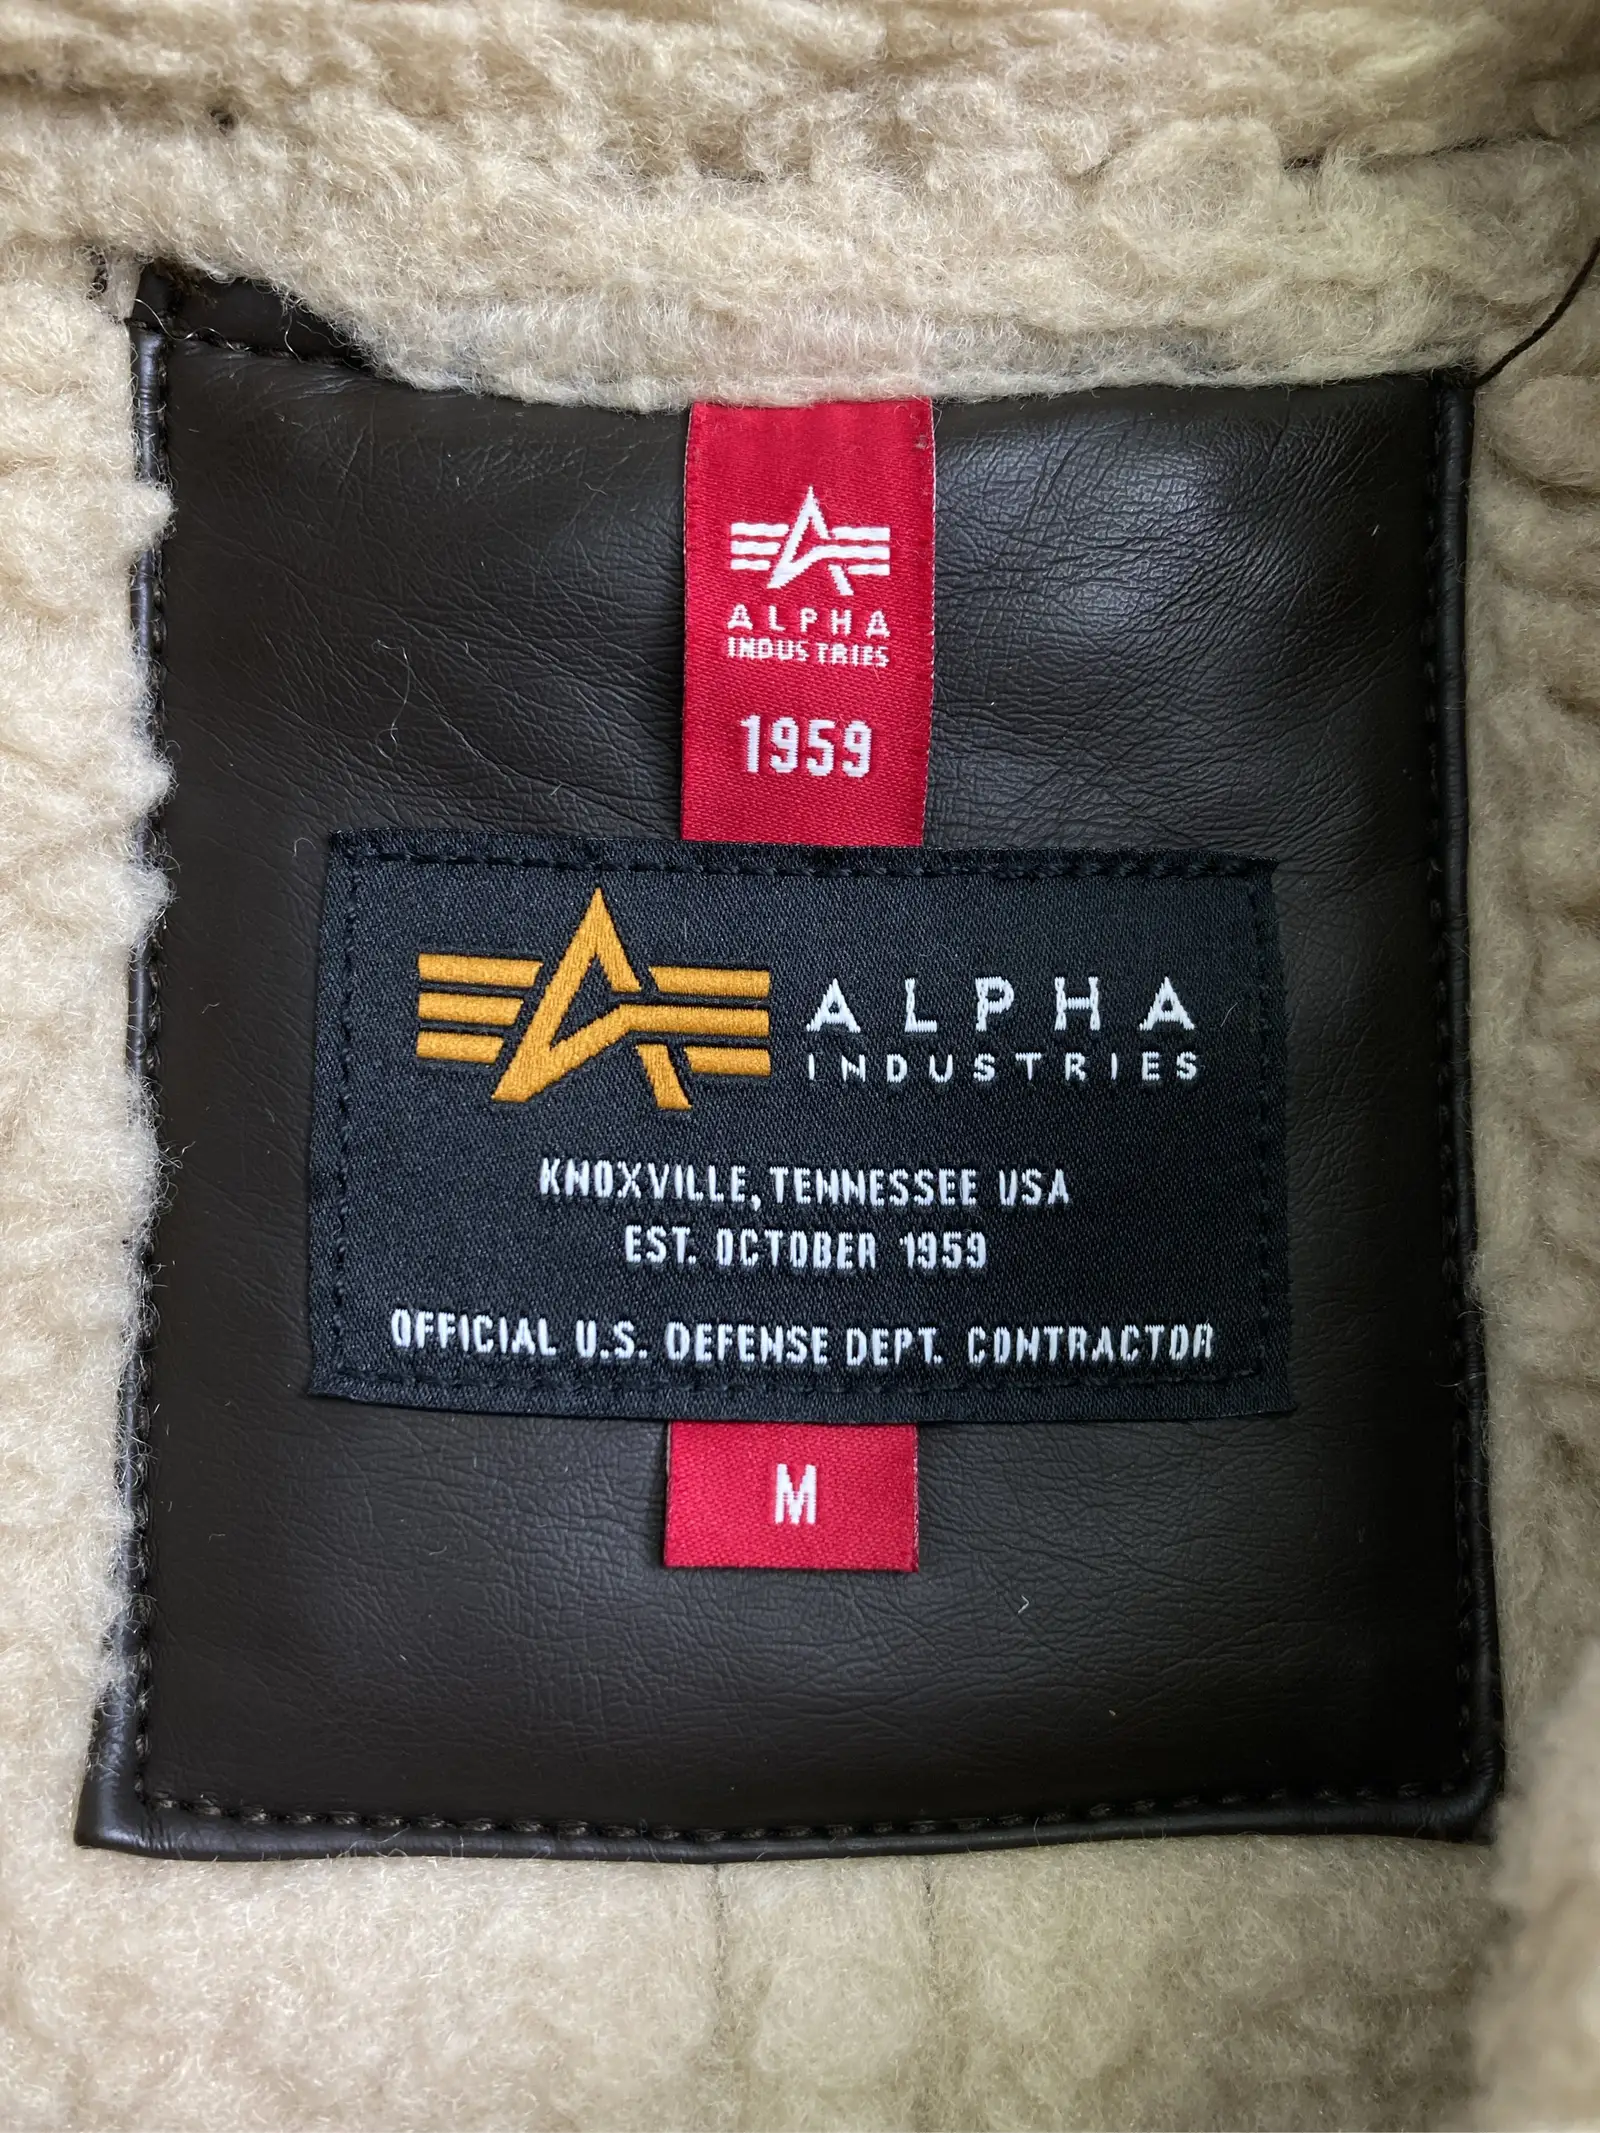 ALPHA
INDUSTRIES
1959
ALPHA
INDUSTRIES
KNOXVILLE, TENNESSEE USA
EST. OCTOBER 1959
OFFICIAL U.S. DEFENSE DEPT. CONTRACTOR
M